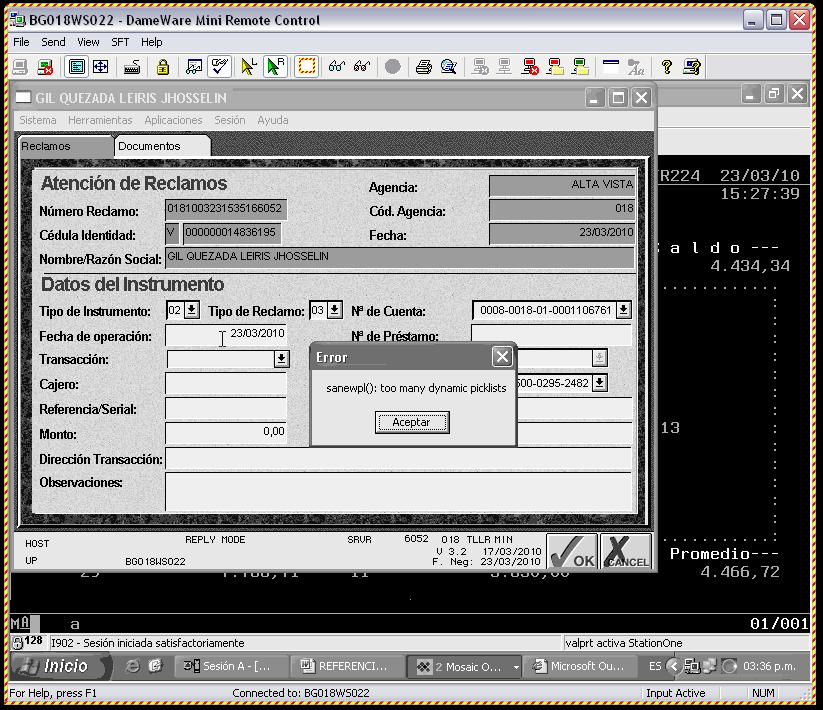 BG018WS022 - DameWare Mini Remote Control
File Send View SFT Help
GIL QUEZADA LEIRIS JHOSSELIN
Sistema Herramientas Aplicaciones Sesión Ayuda
Reclamos Documentos
Atención de Reclamos
Agencia: ALTA VISTA
Número Reclamo: 0181003231535166052
Cód. Agencia: 018
Cédula Identidad: V 000000014836195
Fecha: 23/03/2010
Nombre/Razón Social: GIL QUEZADA LEIRIS JHOSSELIN
Datos del Instrumento
Tipo de Instrumento: 02 Tipo de Reclamo: 03 Nª de Cuenta: 0008-0018-01-0001106761
Fecha de operación: 23/03/2010 Nª de Préstamo:
Transacción:
Cajero: 500-0295-2482
Referencia/Serial:
Monto: 0,00
Dirección Transacción:
Observaciones:
Error
sanewpl(): too many dynamic picklists
Aceptar
HOST REPLY MODE SRVR 6052 018 TLLR MIN
V 3.2 17/03/2010
UP BG018WS022 F. Neg: 23/03/2010
OK CANCEL
R224 23/03/10
15:27:39
a l d o ---
4.434,34
13
Promedio---
4.466,72
MA a 01/001
128 I902 - Sesión iniciada satisfactoriamente valprt activa StationOne
Inicio Sesión A - [... REFERENCI... 2 Mosaic O... Microsoft Ou... ES 03:36 p.m.
For Help, press F1 Connected to: BG018WS022 Input Active NUM